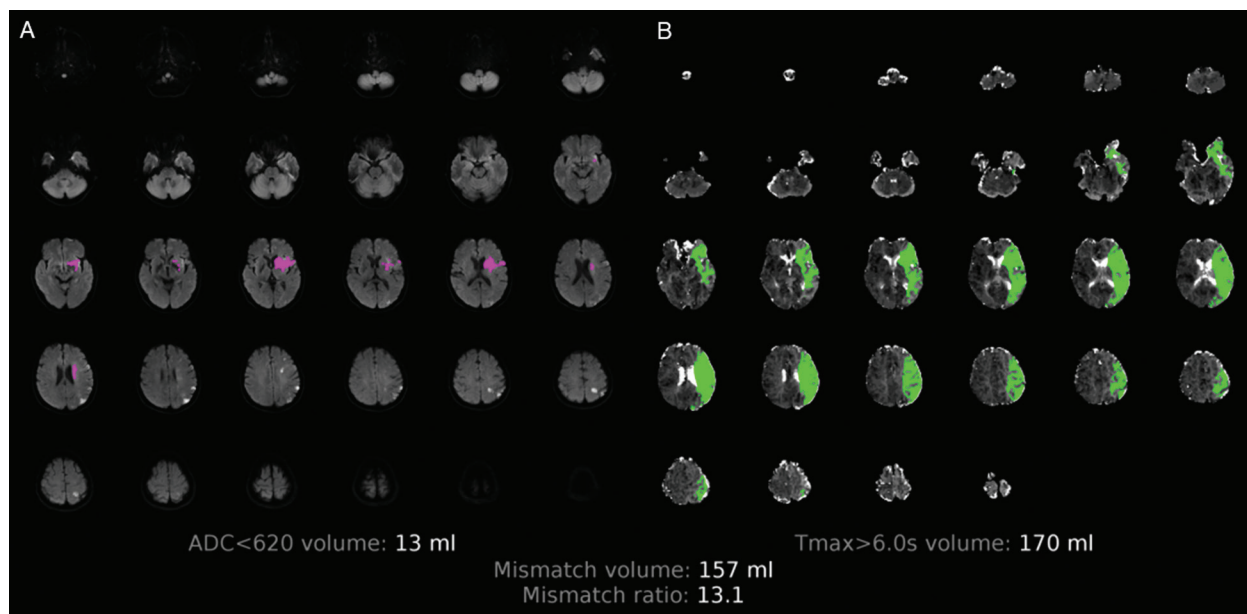 A
B
ADC<620 volume: 13 ml
Tmax>6.0s volume: 170 ml
Mismatch volume: 157 ml
Mismatch ratio: 13.1